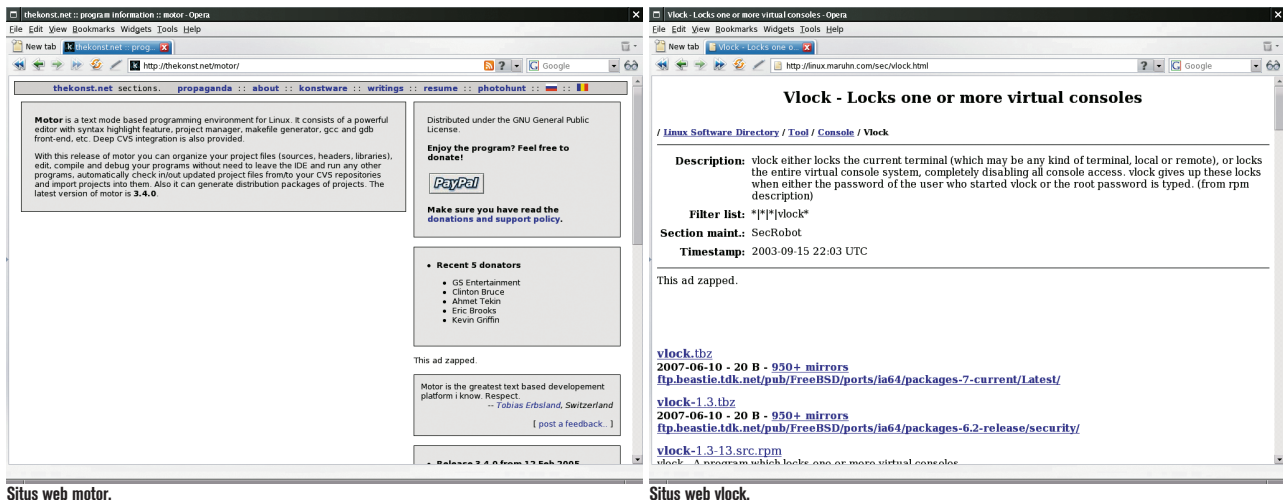 thekonst.net :: program information :: motor - Opera
File Edit View Bookmarks Widgets Tools Help
New tab thekonst.net :: prog...
http://thekonst.net/motor/
Google
thekonst.net sections. propaganda :: about :: konstware :: writings :: resume :: photohunt :: ::
Motor is a text mode based programming environment for Linux. It consists of a powerful
editor with syntax highlight feature, project manager, makefile generator, gcc and gdb
front-end, etc. Deep CVS integration is also provided.
With this release of motor you can organize your project files (sources, headers, libraries),
edit, compile and debug your programs without need to leave the IDE and run any other
programs, automatically check in/out updated project files from/to your CVS repositories
and import projects into them. Also it can generate distribution packages of projects. The
latest version of motor is 3.4.0.
Distributed under the GNU General Public
License.
Enjoy the program? Feel free to
donate!
PayPal
Make sure you have read the
donations and support policy.
• Recent 5 donators
• GS Entertainment
• Clinton Bruce
• Ahmet Tekin
• Eric Brooks
• Kevin Griffin
This ad zapped.
Motor is the greatest text based developement
platform i know. Respect.
-- Tobias Erbsland, Switzerland
[ post a feedback.. ]
• Release 3.4.0 from 12 Feb 2005
Situs web motor.
Vlock - Locks one or more virtual consoles - Opera
File Edit View Bookmarks Widgets Tools Help
New tab Vlock - Locks one o...
http://linux.maruhn.com/sec/vlock.html
Google
Vlock - Locks one or more virtual consoles
/ Linux Software Directory / Tool / Console / Vlock
Description: vlock either locks the current terminal (which may be any kind of terminal, local or remote), or locks
the entire virtual console system, completely disabling all console access. vlock gives up these locks
when either the password of the user who started vlock or the root password is typed. (from rpm
description)
Filter list: *|*|*|vlock*
Section maint.: SecRobot
Timestamp: 2003-09-15 22:03 UTC
This ad zapped.
vlock.tbz
2007-06-10 - 20 B - 950+ mirrors
ftp.beastie.tdk.net/pub/FreeBSD/ports/ia64/packages-7-current/Latest/
vlock-1.3.tbz
2007-06-10 - 20 B - 950+ mirrors
ftp.beastie.tdk.net/pub/FreeBSD/ports/ia64/packages-6.2-release/security/
vlock-1.3-13.src.rpm
vlock - A program which locks one or more virtual consoles
Situs web vlock.